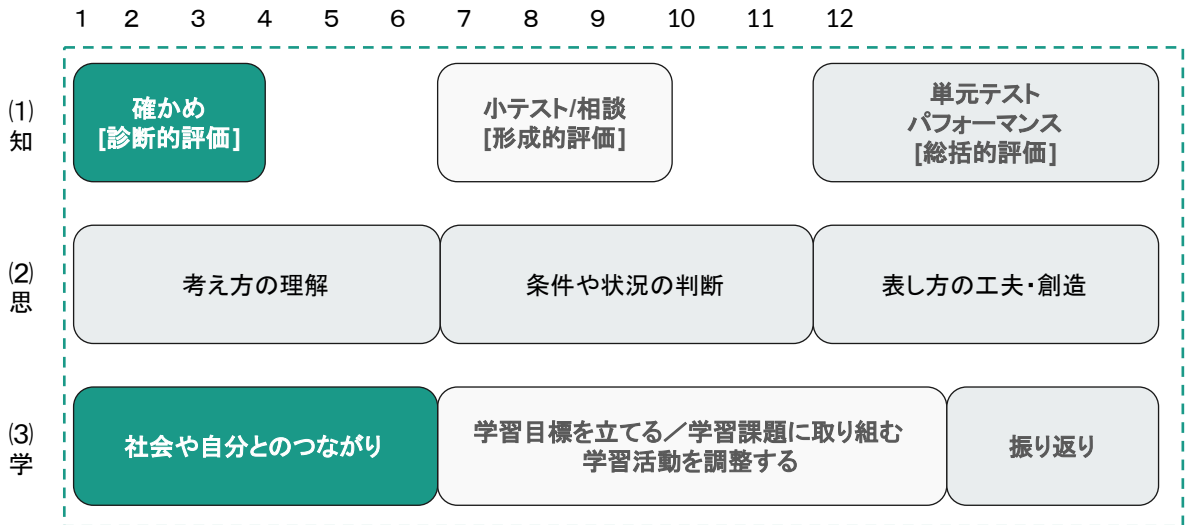 1 2 3 4 5 6 7 8 9 10 11 12
(1)
知
確かめ
[診断的評価]
小テスト/相談
[形成的評価]
単元テスト
パフォーマンス
[総括的評価]
(2)
思
考え方の理解
条件や状況の判断
表し方の工夫・創造
(3)
学
社会や自分とのつながり
学習目標を立てる／学習課題に取り組む
学習活動を調整する
振り返り